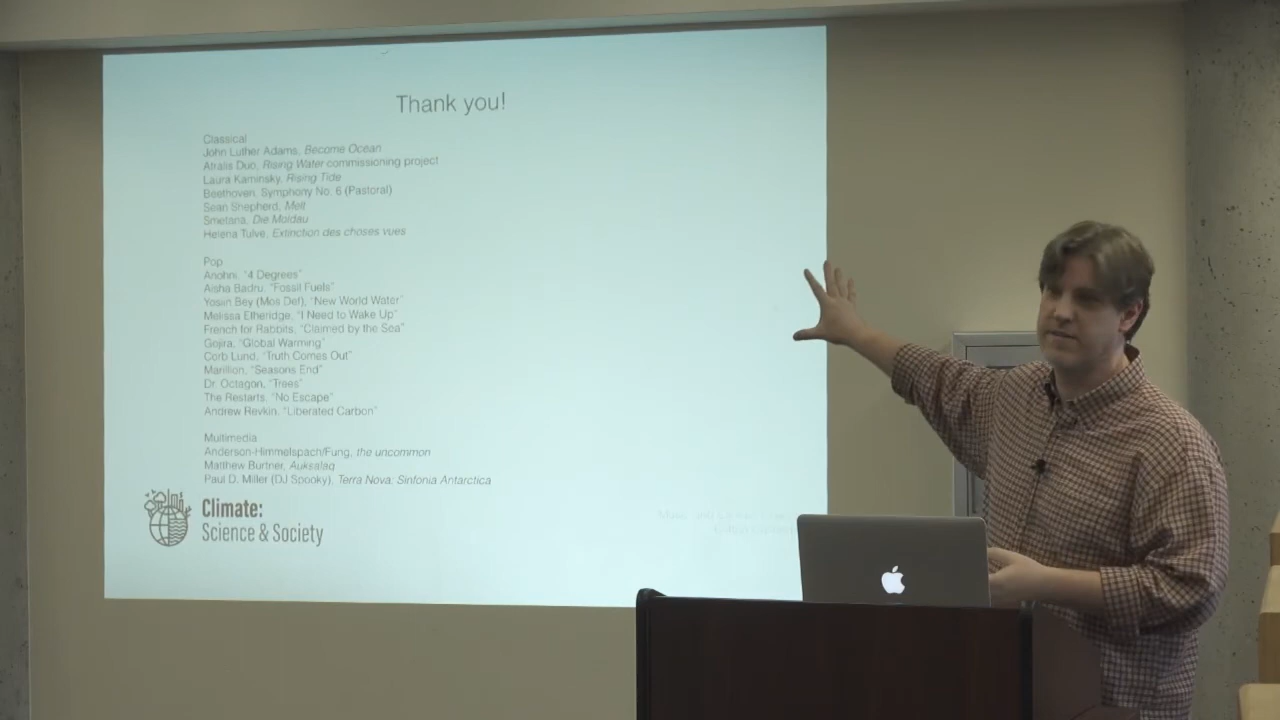 Thank you!
Classical
John Luther Adams, Become Ocean
Atralis Duo, Rising Water commissioning project
Laura Kaminsky, Rising Tide
Beethoven, Symphony No. 6 (Pastoral)
Sean Shepherd, Melt
Smetana, Die Moldau
Helena Tulve, Extinction des choses vues
Pop
Anohni, "4 Degrees"
Aisha Badru, "Fossil Fuels"
Yosiin Bey (Mos Def), "New World Water"
Melissa Etheridge, "I Need to Wake Up"
French for Rabbits, "Claimed by the Sea"
Gojira, "Global Warming"
Corb Lund, "Truth Comes Out"
Marillion, "Seasons End"
Dr. Octagon, "Trees"
The Restarts, "No Escape"
Andrew Revkin, "Liberated Carbon"
Multimedia
Anderson-Himmelspach/Fung, the uncommon
Matthew Burtner, Auksalaq
Paul D. Miller (DJ Spooky), Terra Nova: Sinfonia Antarctica
Climate:
Science & Society